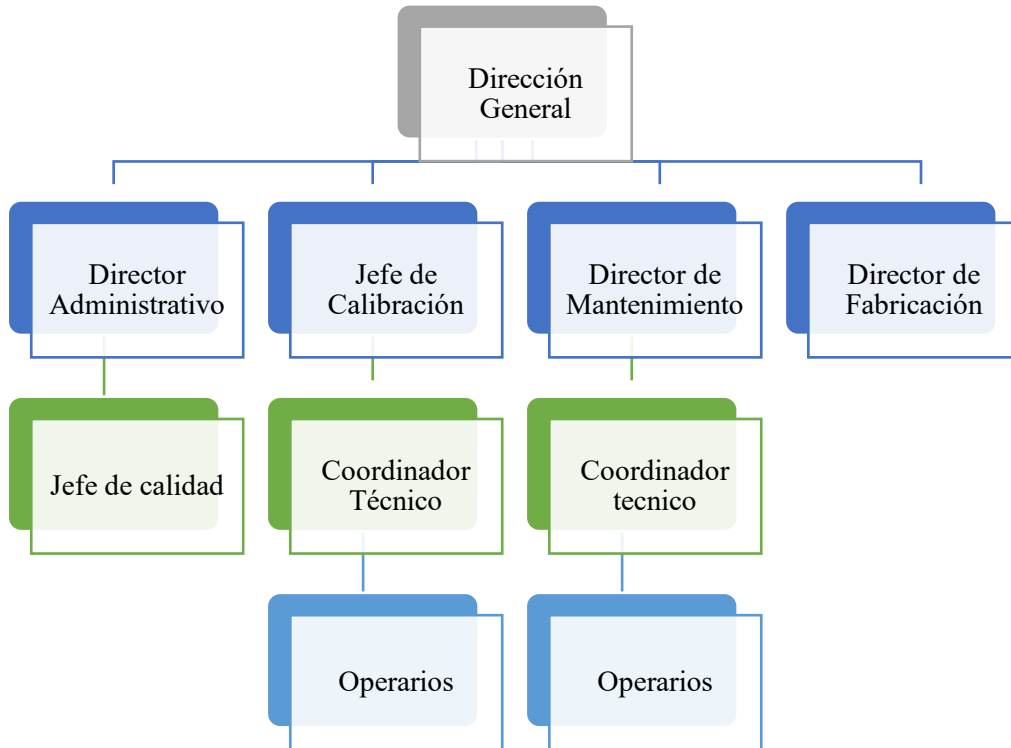 Dirección
General
Director
Administrativo
Jefe de
Calibración
Director de
Mantenimiento
Director de
Fabricación
Jefe de calidad
Coordinador
Técnico
Coordinador
tecnico
Operarios
Operarios